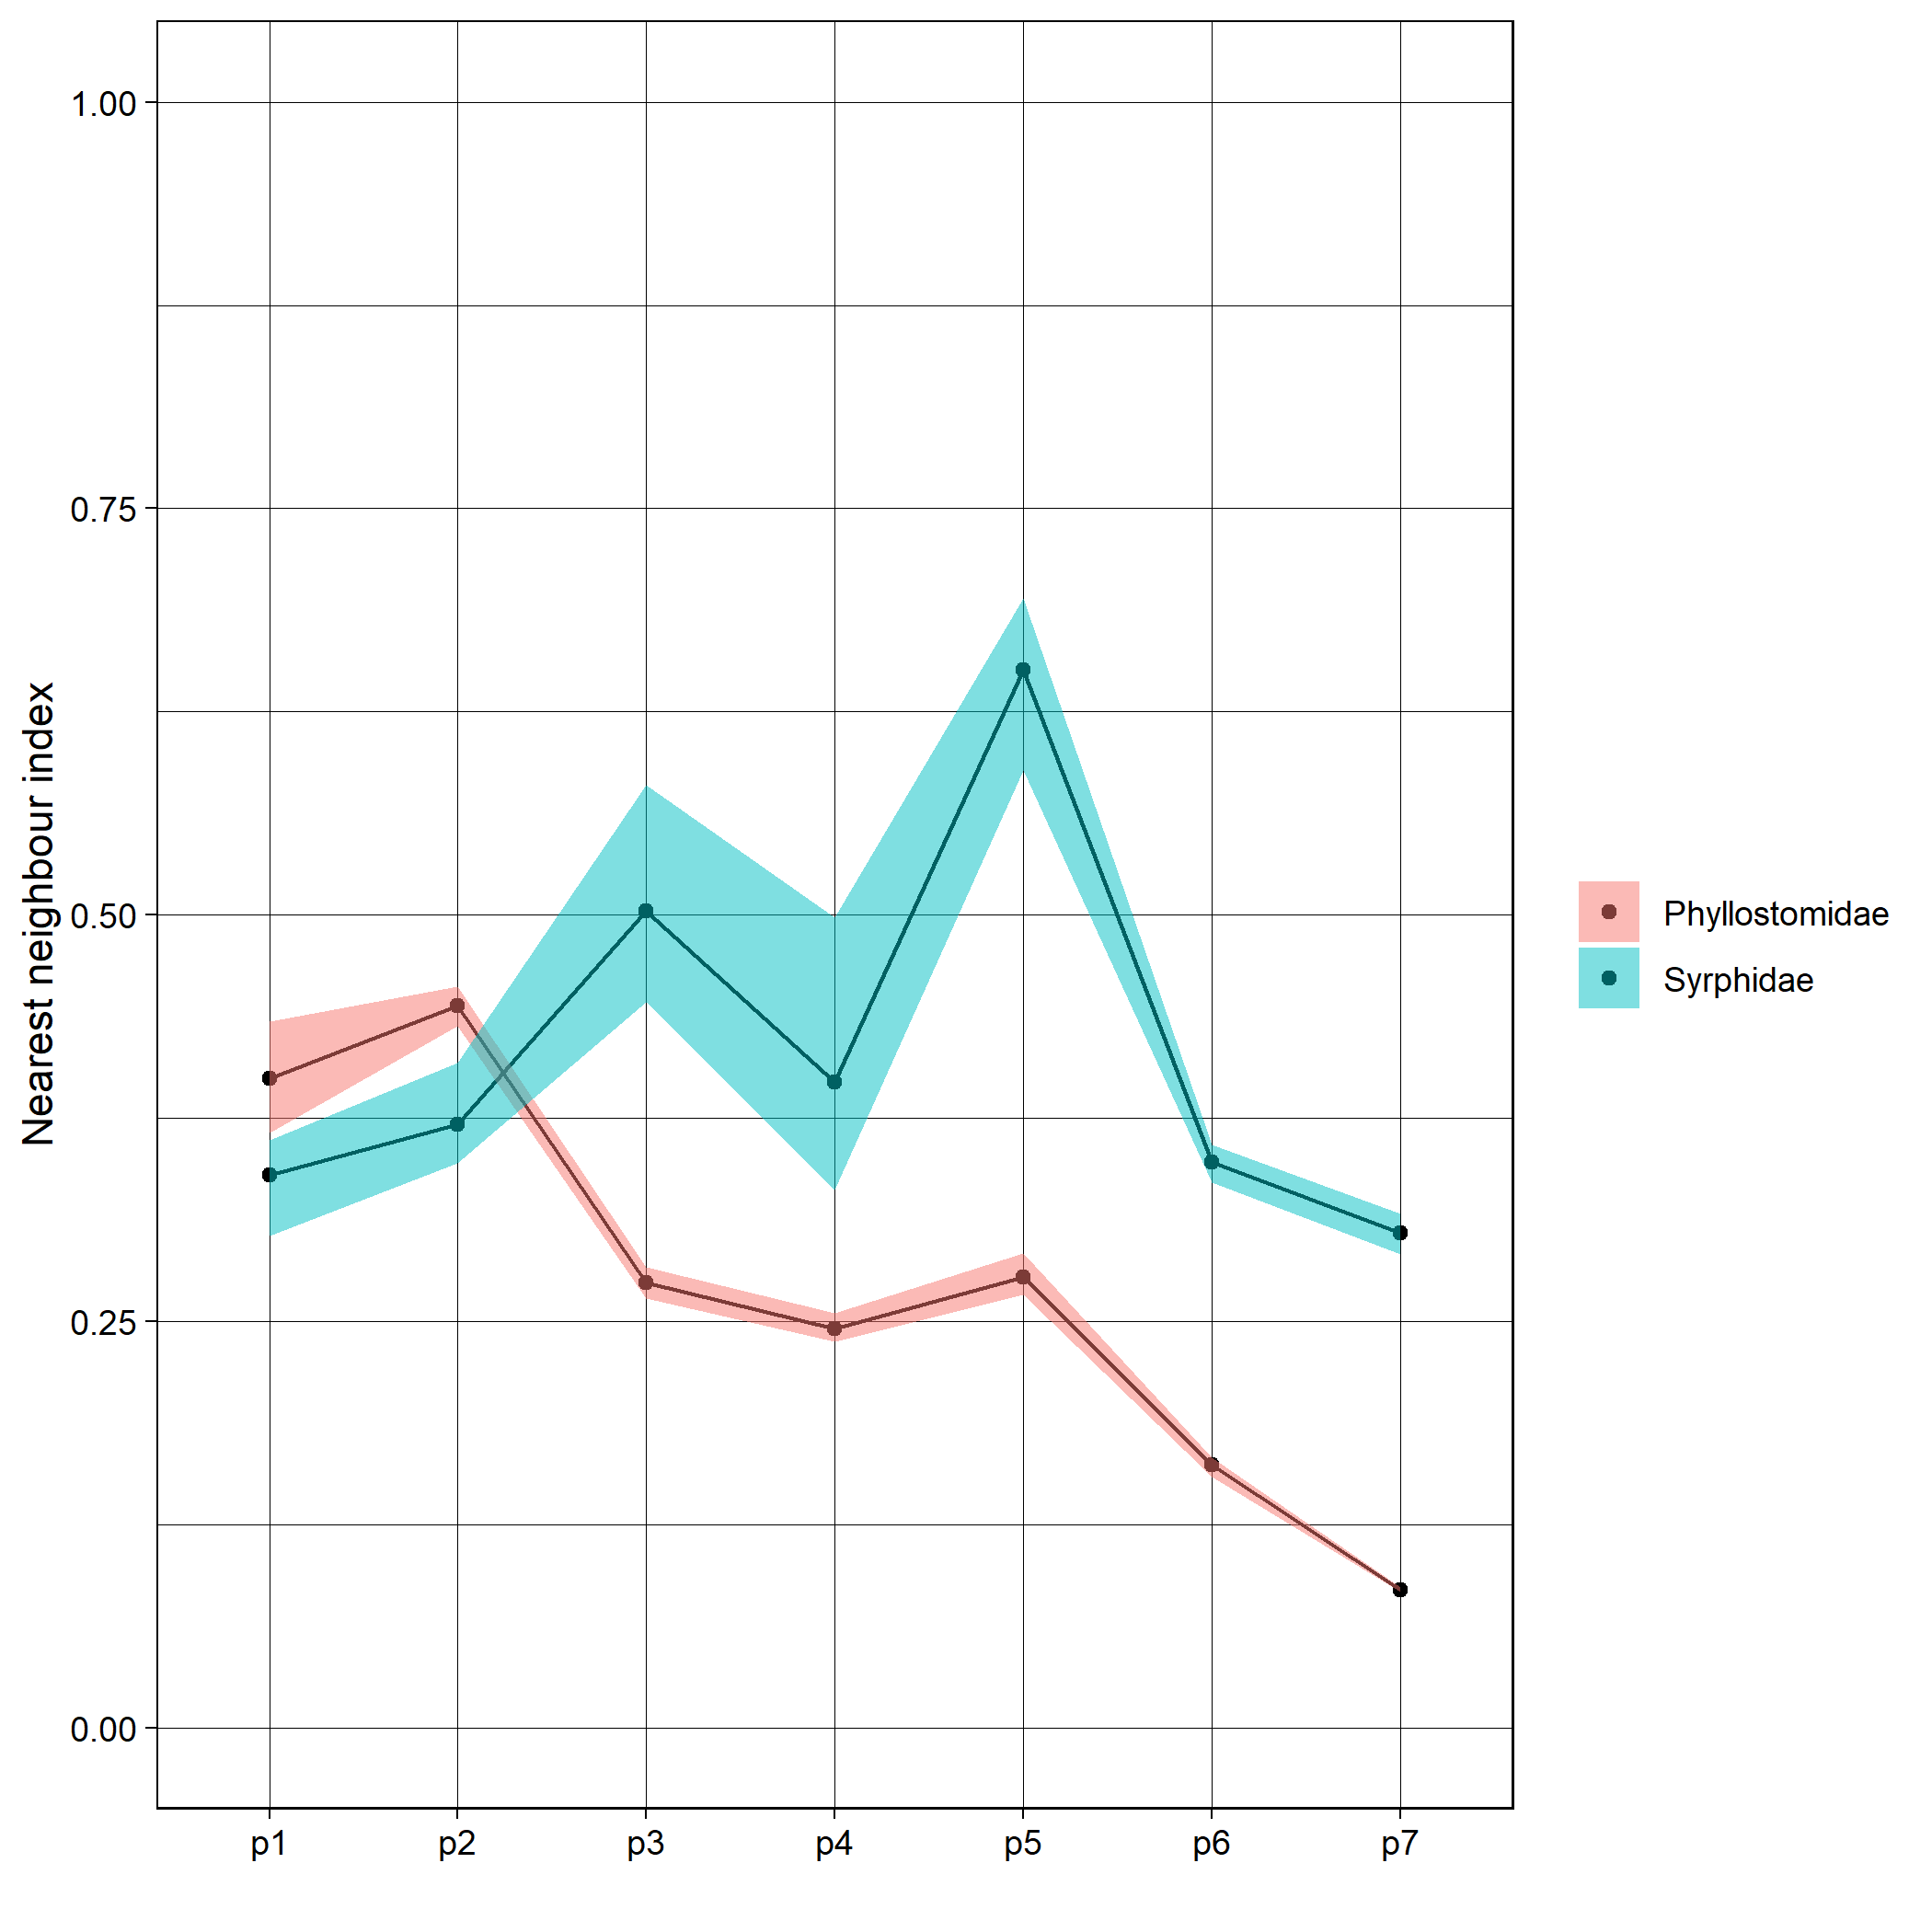 Nearest neighbour index
1.00
0.75
0.50
0.25
0.00
p1 p2 p3 p4 p5 p6 p7
Phyllostomidae
Syrphidae